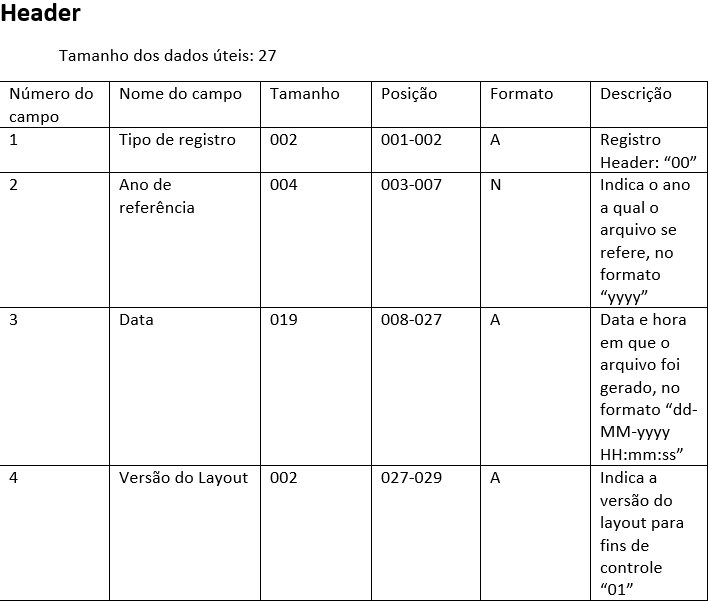 Header
Tamanho dos dados úteis: 27
Número do campo | Nome do campo | Tamanho | Posição | Formato | Descrição
1 | Tipo de registro | 002 | 001-002 | A | Registro Header: “00”
2 | Ano de referência | 004 | 003-007 | N | Indica o ano a qual o arquivo se refere, no formato “yyyy”
3 | Data | 019 | 008-027 | A | Data e hora em que o arquivo foi gerado, no formato “dd-MM-yyyy HH:mm:ss”
4 | Versão do Layout | 002 | 027-029 | A | Indica a versão do layout para fins de controle “01”